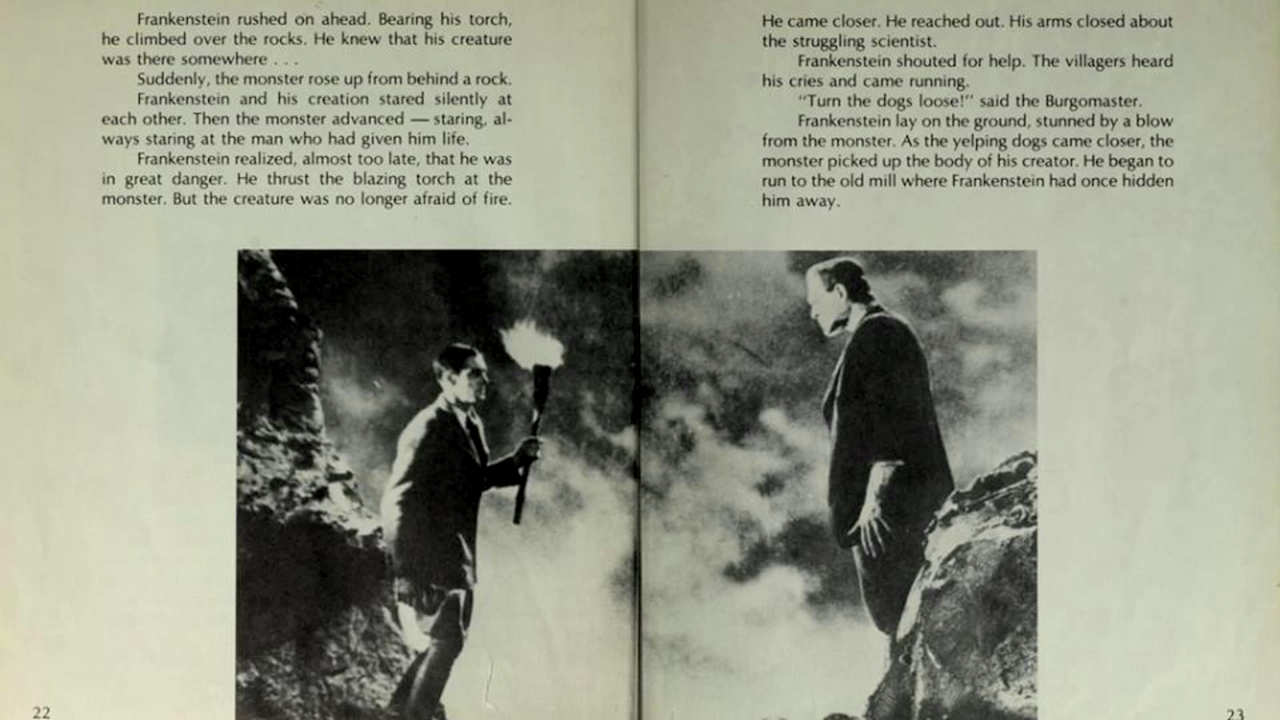 Frankenstein rushed on ahead. Bearing his torch,
he climbed over the rocks. He knew that his creature
was there somewhere . . .
Suddenly, the monster rose up from behind a rock.
Frankenstein and his creation stared silently at
each other. Then the monster advanced — staring, al-
ways staring at the man who had given him life.
Frankenstein realized, almost too late, that he was
in great danger. He thrust the blazing torch at the
monster. But the creature was no longer afraid of fire.
22
He came closer. He reached out. His arms closed about
the struggling scientist.
Frankenstein shouted for help. The villagers heard
his cries and came running.
"Turn the dogs loose!" said the Burgomaster.
Frankenstein lay on the ground, stunned by a blow
from the monster. As the yelping dogs came closer, the
monster picked up the body of his creator. He began to
run to the old mill where Frankenstein had once hidden
him away.
23